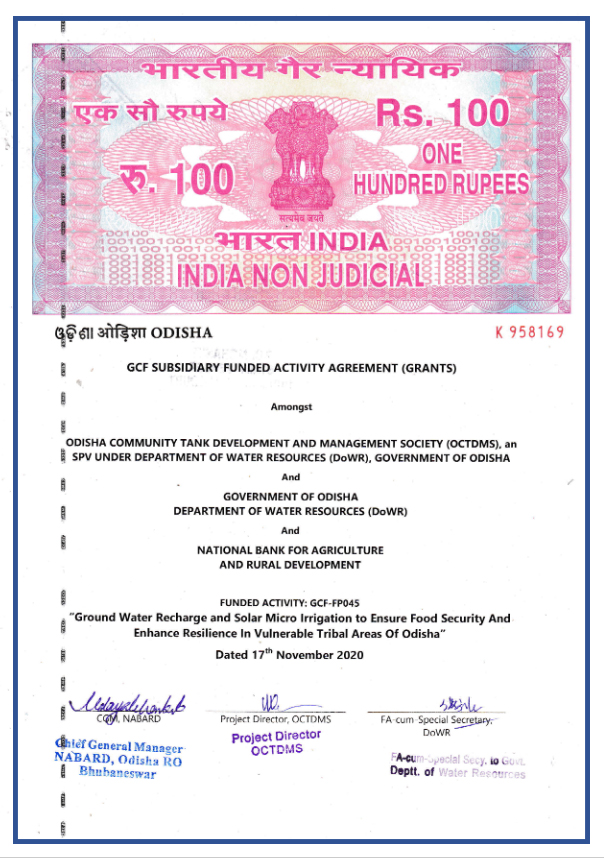 भारतीय गैर न्यायिक
एक सौ रुपये
Rs. 100
रु. 100
ONE
HUNDRED RUPEES
सत्यमेव जयते
भारत INDIA
INDIA NON JUDICIAL
ଓଡ଼ିଶା ओड़िशा ODISHA
K 958169
GCF SUBSIDIARY FUNDED ACTIVITY AGREEMENT (GRANTS)
Amongst
ODISHA COMMUNITY TANK DEVELOPMENT AND MANAGEMENT SOCIETY (OCTDMS), an
SPV UNDER DEPARTMENT OF WATER RESOURCES (DoWR), GOVERNMENT OF ODISHA
And
GOVERNMENT OF ODISHA
DEPARTMENT OF WATER RESOURCES (DoWR)
And
NATIONAL BANK FOR AGRICULTURE
AND RURAL DEVELOPMENT
FUNDED ACTIVITY: GCF-FP045
"Ground Water Recharge and Solar Micro Irrigation to Ensure Food Security And
Enhance Resilience In Vulnerable Tribal Areas Of Odisha"
Dated 17th November 2020
CGM, NABARD
Project Director, OCTDMS
FA-cum-Special Secretary,
DoWR
Chief General Manager
NABARD, Odisha RO
Bhubaneswar
Project Director
OCTDMS
FA-cum-Special Secy. to Govt.
Deptt. of Water Resources